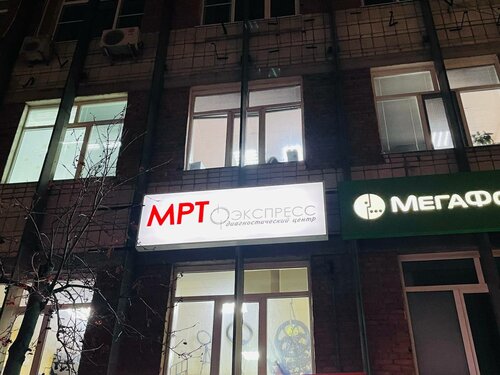 МРТ ЭКСПРЕСС
диагностический центр
МЕГАФО